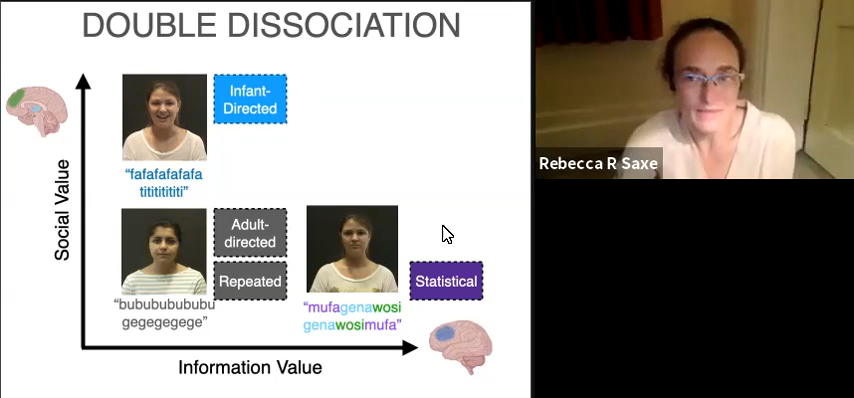 DOUBLE DISSOCIATION
Infant-
Directed
"fafafafafafa
titititititi"
Social Value
Adult-
directed
Repeated
"bubububububu
gegegegege"
Statistical
"mufagenawosi
genawosimufa"
Information Value
Rebecca R Saxe